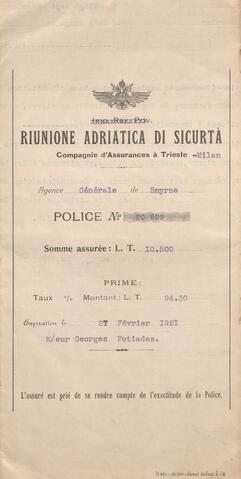 RIUNIONE ADRIATICA DI SICURTÀ
Compagnie d'Assurances à Trieste -Milan
Agence Générale de Smyrne
POLICE No
Somme assurée: L. T. 10.500
PRIME:
Taux % Montant: L. T. 94.30
Expiration le 27 Février 1921
M/eur Georges Fotiades.
L'assuré est prié de se rendre compte de l'exactitude de la Police.